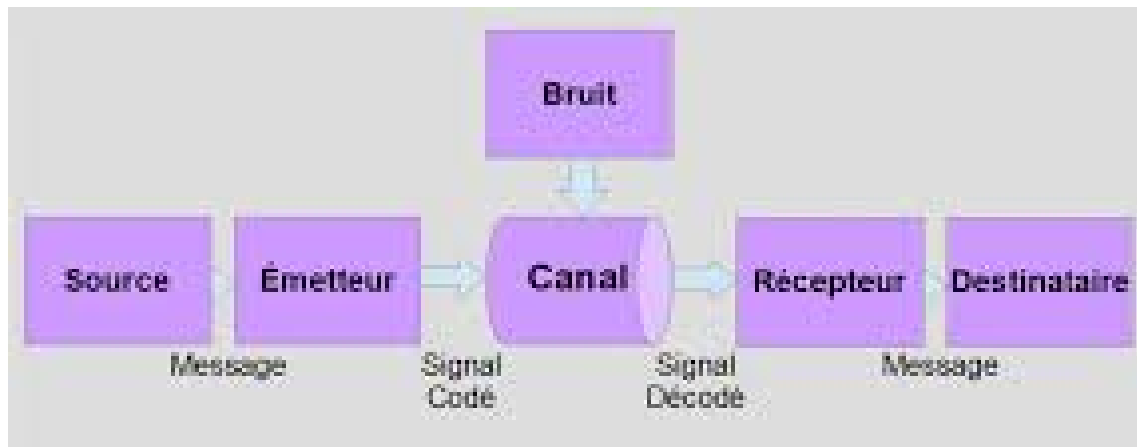 Bruit
Source
Émetteur
Canal
Récepteur
Destinataire
Message
Signal
Codé
Signal
Décodé
Message